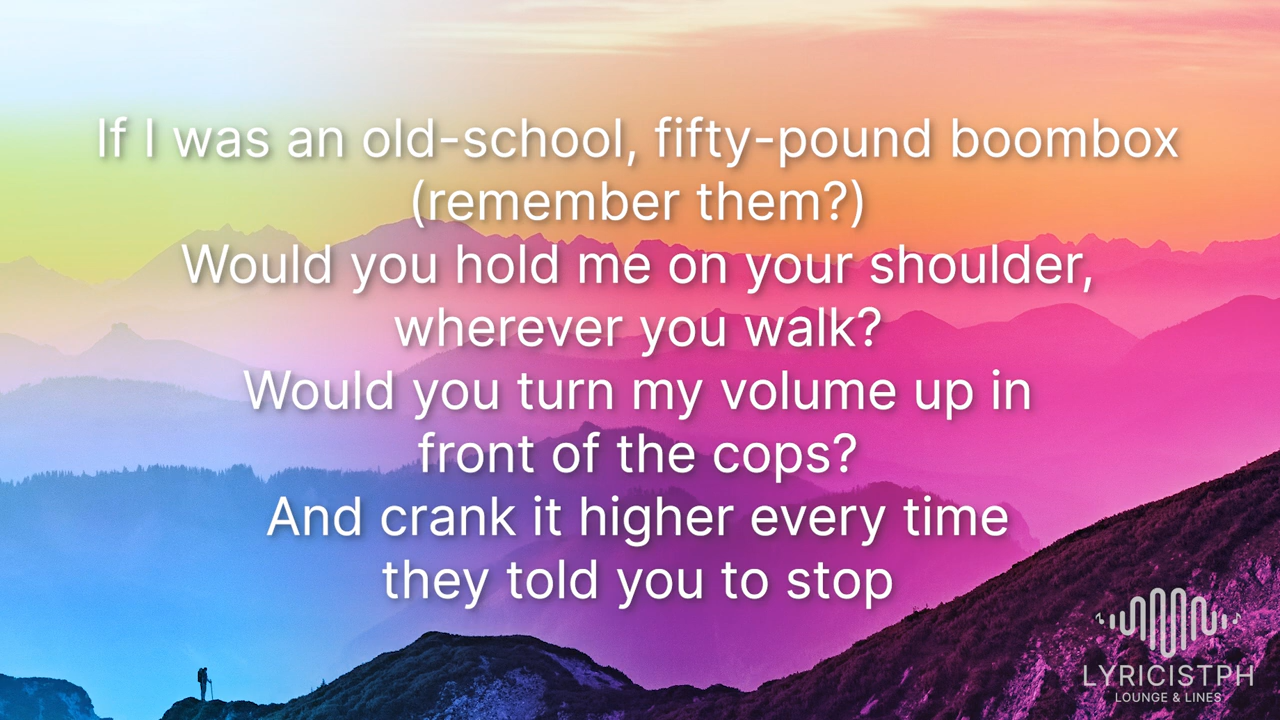 If I was an old-school, fifty-pound boombox
(remember them?)
Would you hold me on your shoulder,
wherever you walk?
Would you turn my volume up in
front of the cops?
And crank it higher every time
they told you to stop
LYRICISTPH
LOUNGE & LINES